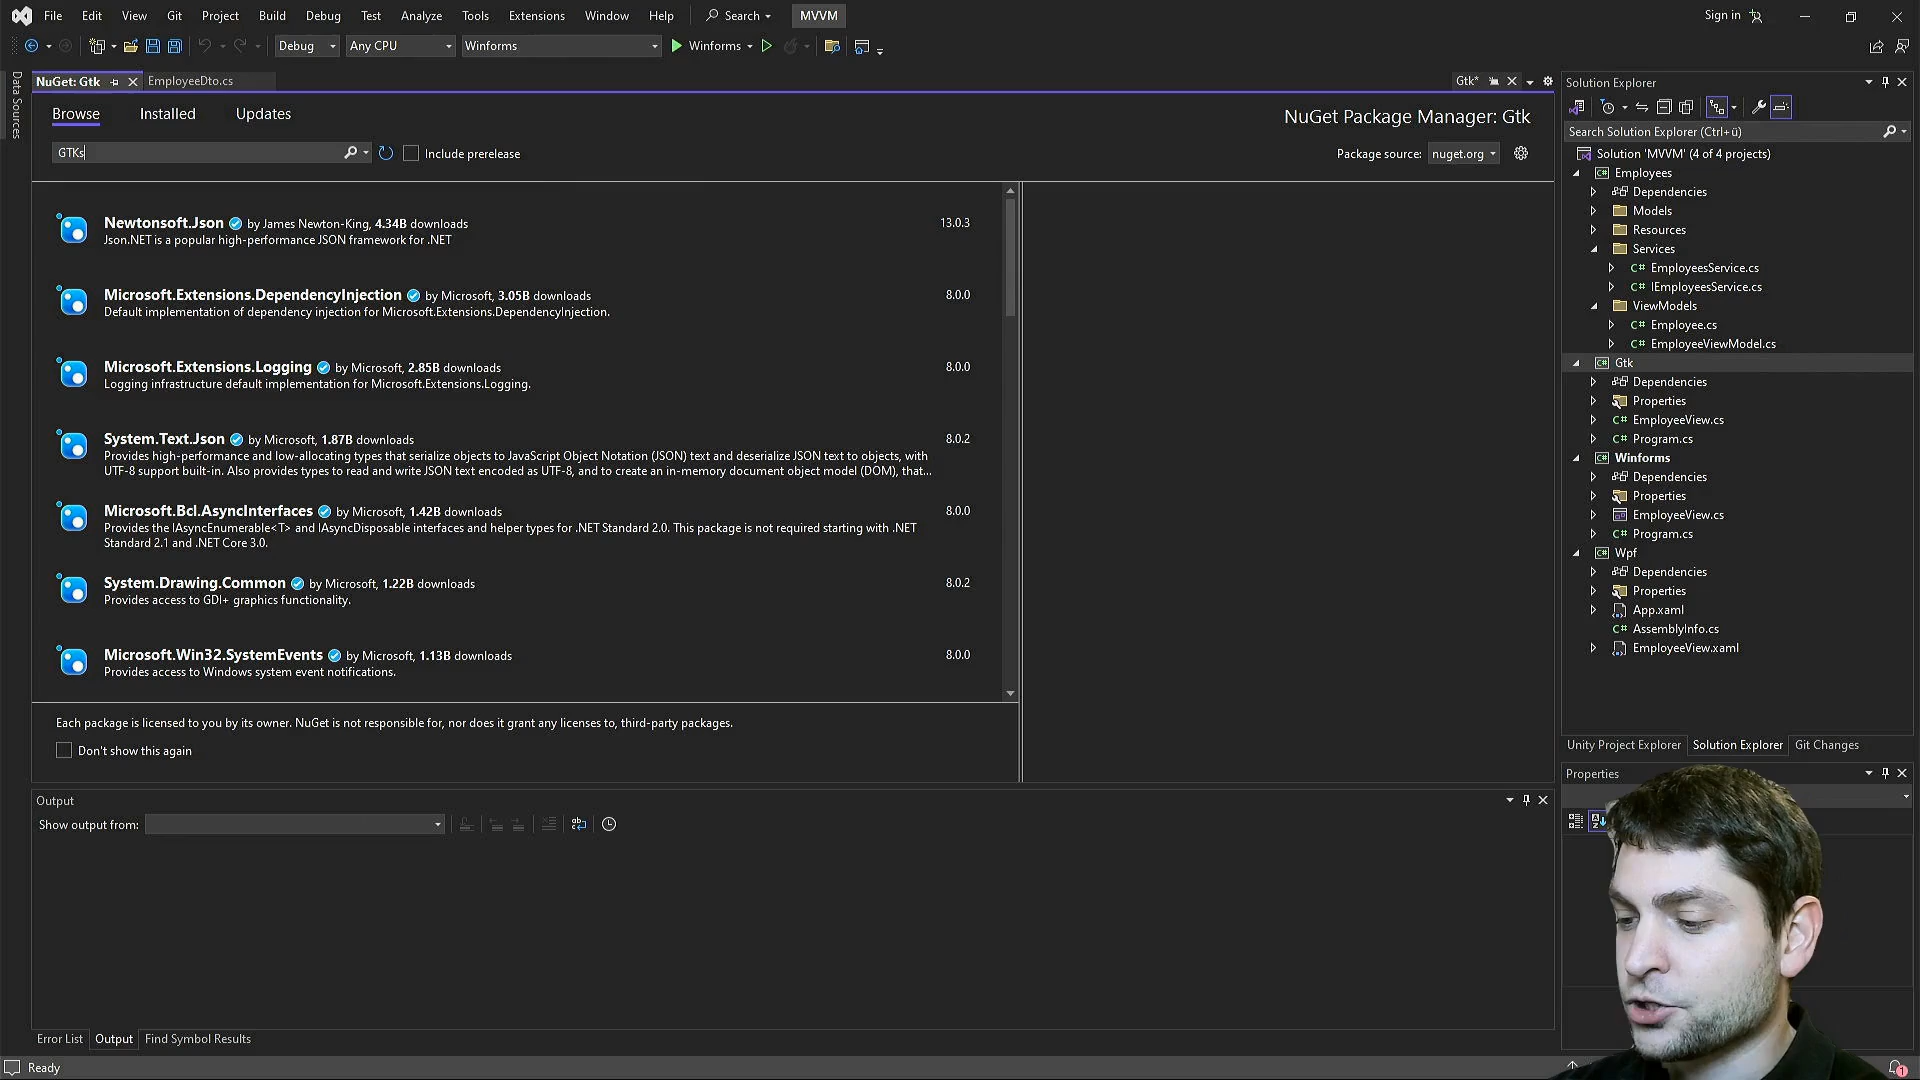 File Edit View Git Project Build Debug Test Analyze Tools Extensions Window Help Search MVVM Sign in
Debug Any CPU Winforms Winforms
Data Sources
NuGet: Gtk EmployeeDto.cs Gtk*
Browse Installed Updates
NuGet Package Manager: Gtk
GTKs Include prerelease
Package source: nuget.org
Newtonsoft.Json by James Newton-King, 4.34B downloads 13.0.3
Json.NET is a popular high-performance JSON framework for .NET
Microsoft.Extensions.DependencyInjection by Microsoft, 3.05B downloads 8.0.0
Default implementation of dependency injection for Microsoft.Extensions.DependencyInjection.
Microsoft.Extensions.Logging by Microsoft, 2.85B downloads 8.0.0
Logging infrastructure default implementation for Microsoft.Extensions.Logging.
System.Text.Json by Microsoft, 1.87B downloads 8.0.2
Provides high-performance and low-allocating types that serialize objects to JavaScript Object Notation (JSON) text and deserialize JSON text to objects, with
UTF-8 support built-in. Also provides types to read and write JSON text encoded as UTF-8, and to create an in-memory document object model (DOM), that...
Microsoft.Bcl.AsyncInterfaces by Microsoft, 1.42B downloads 8.0.0
Provides the IAsyncEnumerable<T> and IAsyncDisposable interfaces and helper types for .NET Standard 2.0. This package is not required starting with .NET
Standard 2.1 and .NET Core 3.0.
System.Drawing.Common by Microsoft, 1.22B downloads 8.0.2
Provides access to GDI+ graphics functionality.
Microsoft.Win32.SystemEvents by Microsoft, 1.13B downloads 8.0.0
Provides access to Windows system event notifications.
Each package is licensed to you by its owner. NuGet is not responsible for, nor does it grant any licenses to, third-party packages.
Don't show this again
Output
Show output from:
Error List Output Find Symbol Results
Ready
Solution Explorer
Search Solution Explorer (Ctrl+ü)
Solution 'MVVM' (4 of 4 projects)
C# Employees
Dependencies
Models
Resources
Services
C# EmployeesService.cs
C# IEmployeesService.cs
ViewModels
C# Employee.cs
C# EmployeeViewModel.cs
C# Gtk
Dependencies
Properties
C# EmployeeView.cs
C# Program.cs
C# Winforms
Dependencies
Properties
EmployeeView.cs
C# Program.cs
C# Wpf
Dependencies
Properties
App.xaml
C# AssemblyInfo.cs
EmployeeView.xaml
Unity Project Explorer Solution Explorer Git Changes
Properties
1